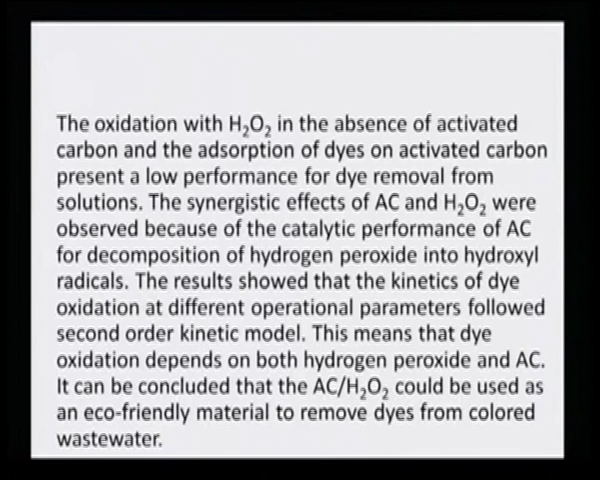 The oxidation with H₂O₂ in the absence of activated
carbon and the adsorption of dyes on activated carbon
present a low performance for dye removal from
solutions. The synergistic effects of AC and H₂O₂ were
observed because of the catalytic performance of AC
for decomposition of hydrogen peroxide into hydroxyl
radicals. The results showed that the kinetics of dye
oxidation at different operational parameters followed
second order kinetic model. This means that dye
oxidation depends on both hydrogen peroxide and AC.
It can be concluded that the AC/H₂O₂ could be used as
an eco-friendly material to remove dyes from colored
wastewater.